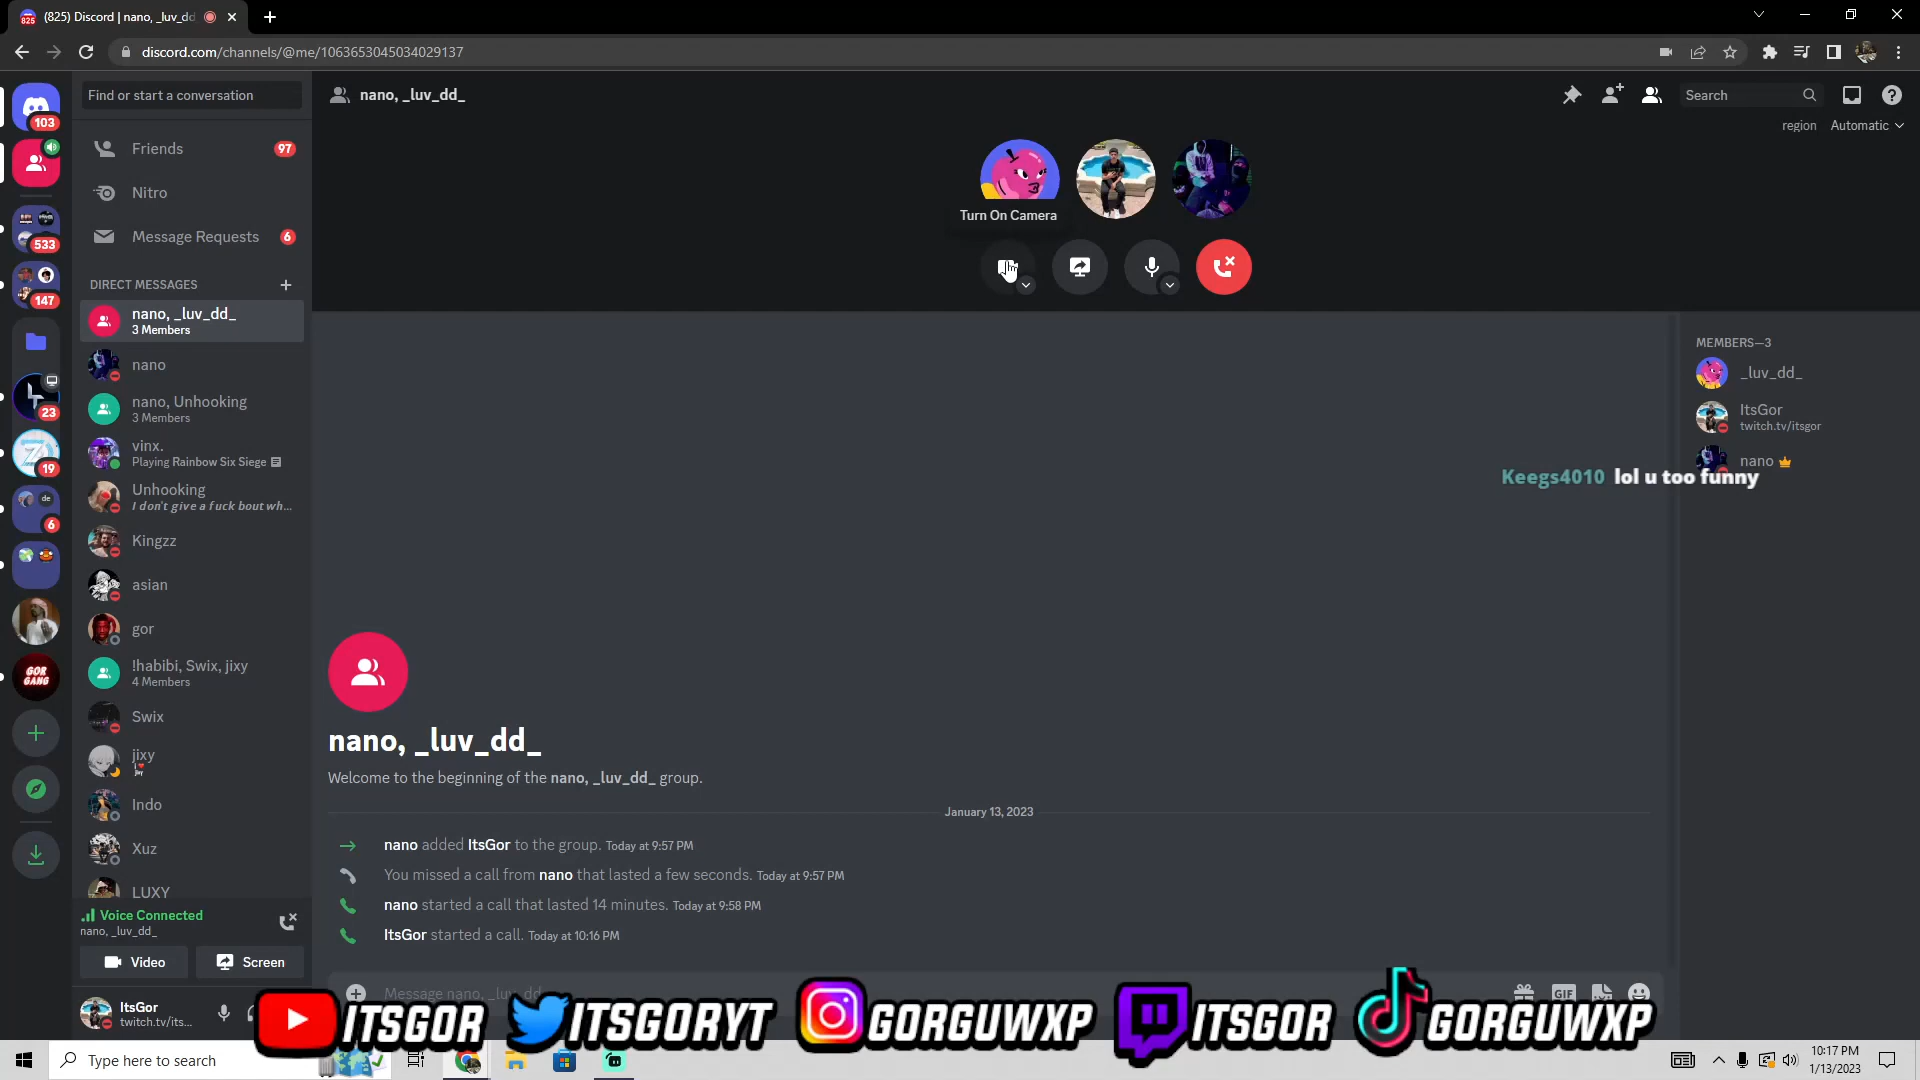 (825) Discord | nano, _luv_dd
discord.com/channels/@me/1063653045034029137
Find or start a conversation
nano, _luv_dd_
Search
region Automatic
Turn On Camera
103
Friends 97
Nitro
Message Requests 6
533
147
23
19
6
DIRECT MESSAGES
nano, _luv_dd_
3 Members
nano
nano, Unhooking
3 Members
vinx.
Playing Rainbow Six Siege
Unhooking
I don't give a fuck bout wh...
Kingzz
asian
gor
!habibi, Swix, jixy
4 Members
Swix
jixy
Indo
Xuz
LUXY
GOR
GANG
Voice Connected
nano, _luv_dd_
Video
Screen
ItsGor
twitch.tv/its...
nano, _luv_dd_
Welcome to the beginning of the nano, _luv_dd_ group.
January 13, 2023
nano added ItsGor to the group. Today at 9:57 PM
You missed a call from nano that lasted a few seconds. Today at 9:57 PM
nano started a call that lasted 14 minutes. Today at 9:58 PM
ItsGor started a call. Today at 10:16 PM
Message nano, _luv_dd_
GIF
MEMBERS—3
_luv_dd_
ItsGor
twitch.tv/itsgor
nano
Keegs4010 lol u too funny
ITSGOR
ITSGORYT
GORGUWXP
ITSGOR
GORGUWXP
Type here to search
10:17 PM
1/13/2023